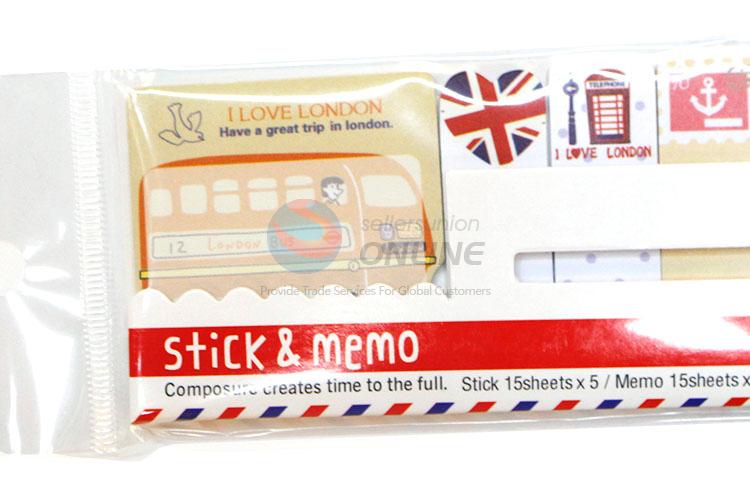 I LOVE LONDON
Have a great trip in london.
TELEPHONE
I LOVE LONDON
12 LONDON BUS
sellersunion
ONLINE
Provide Trade Services For Global Customers
stick & memo
Composure creates time to the full. Stick 15sheets x 5 / Memo 15sheets x